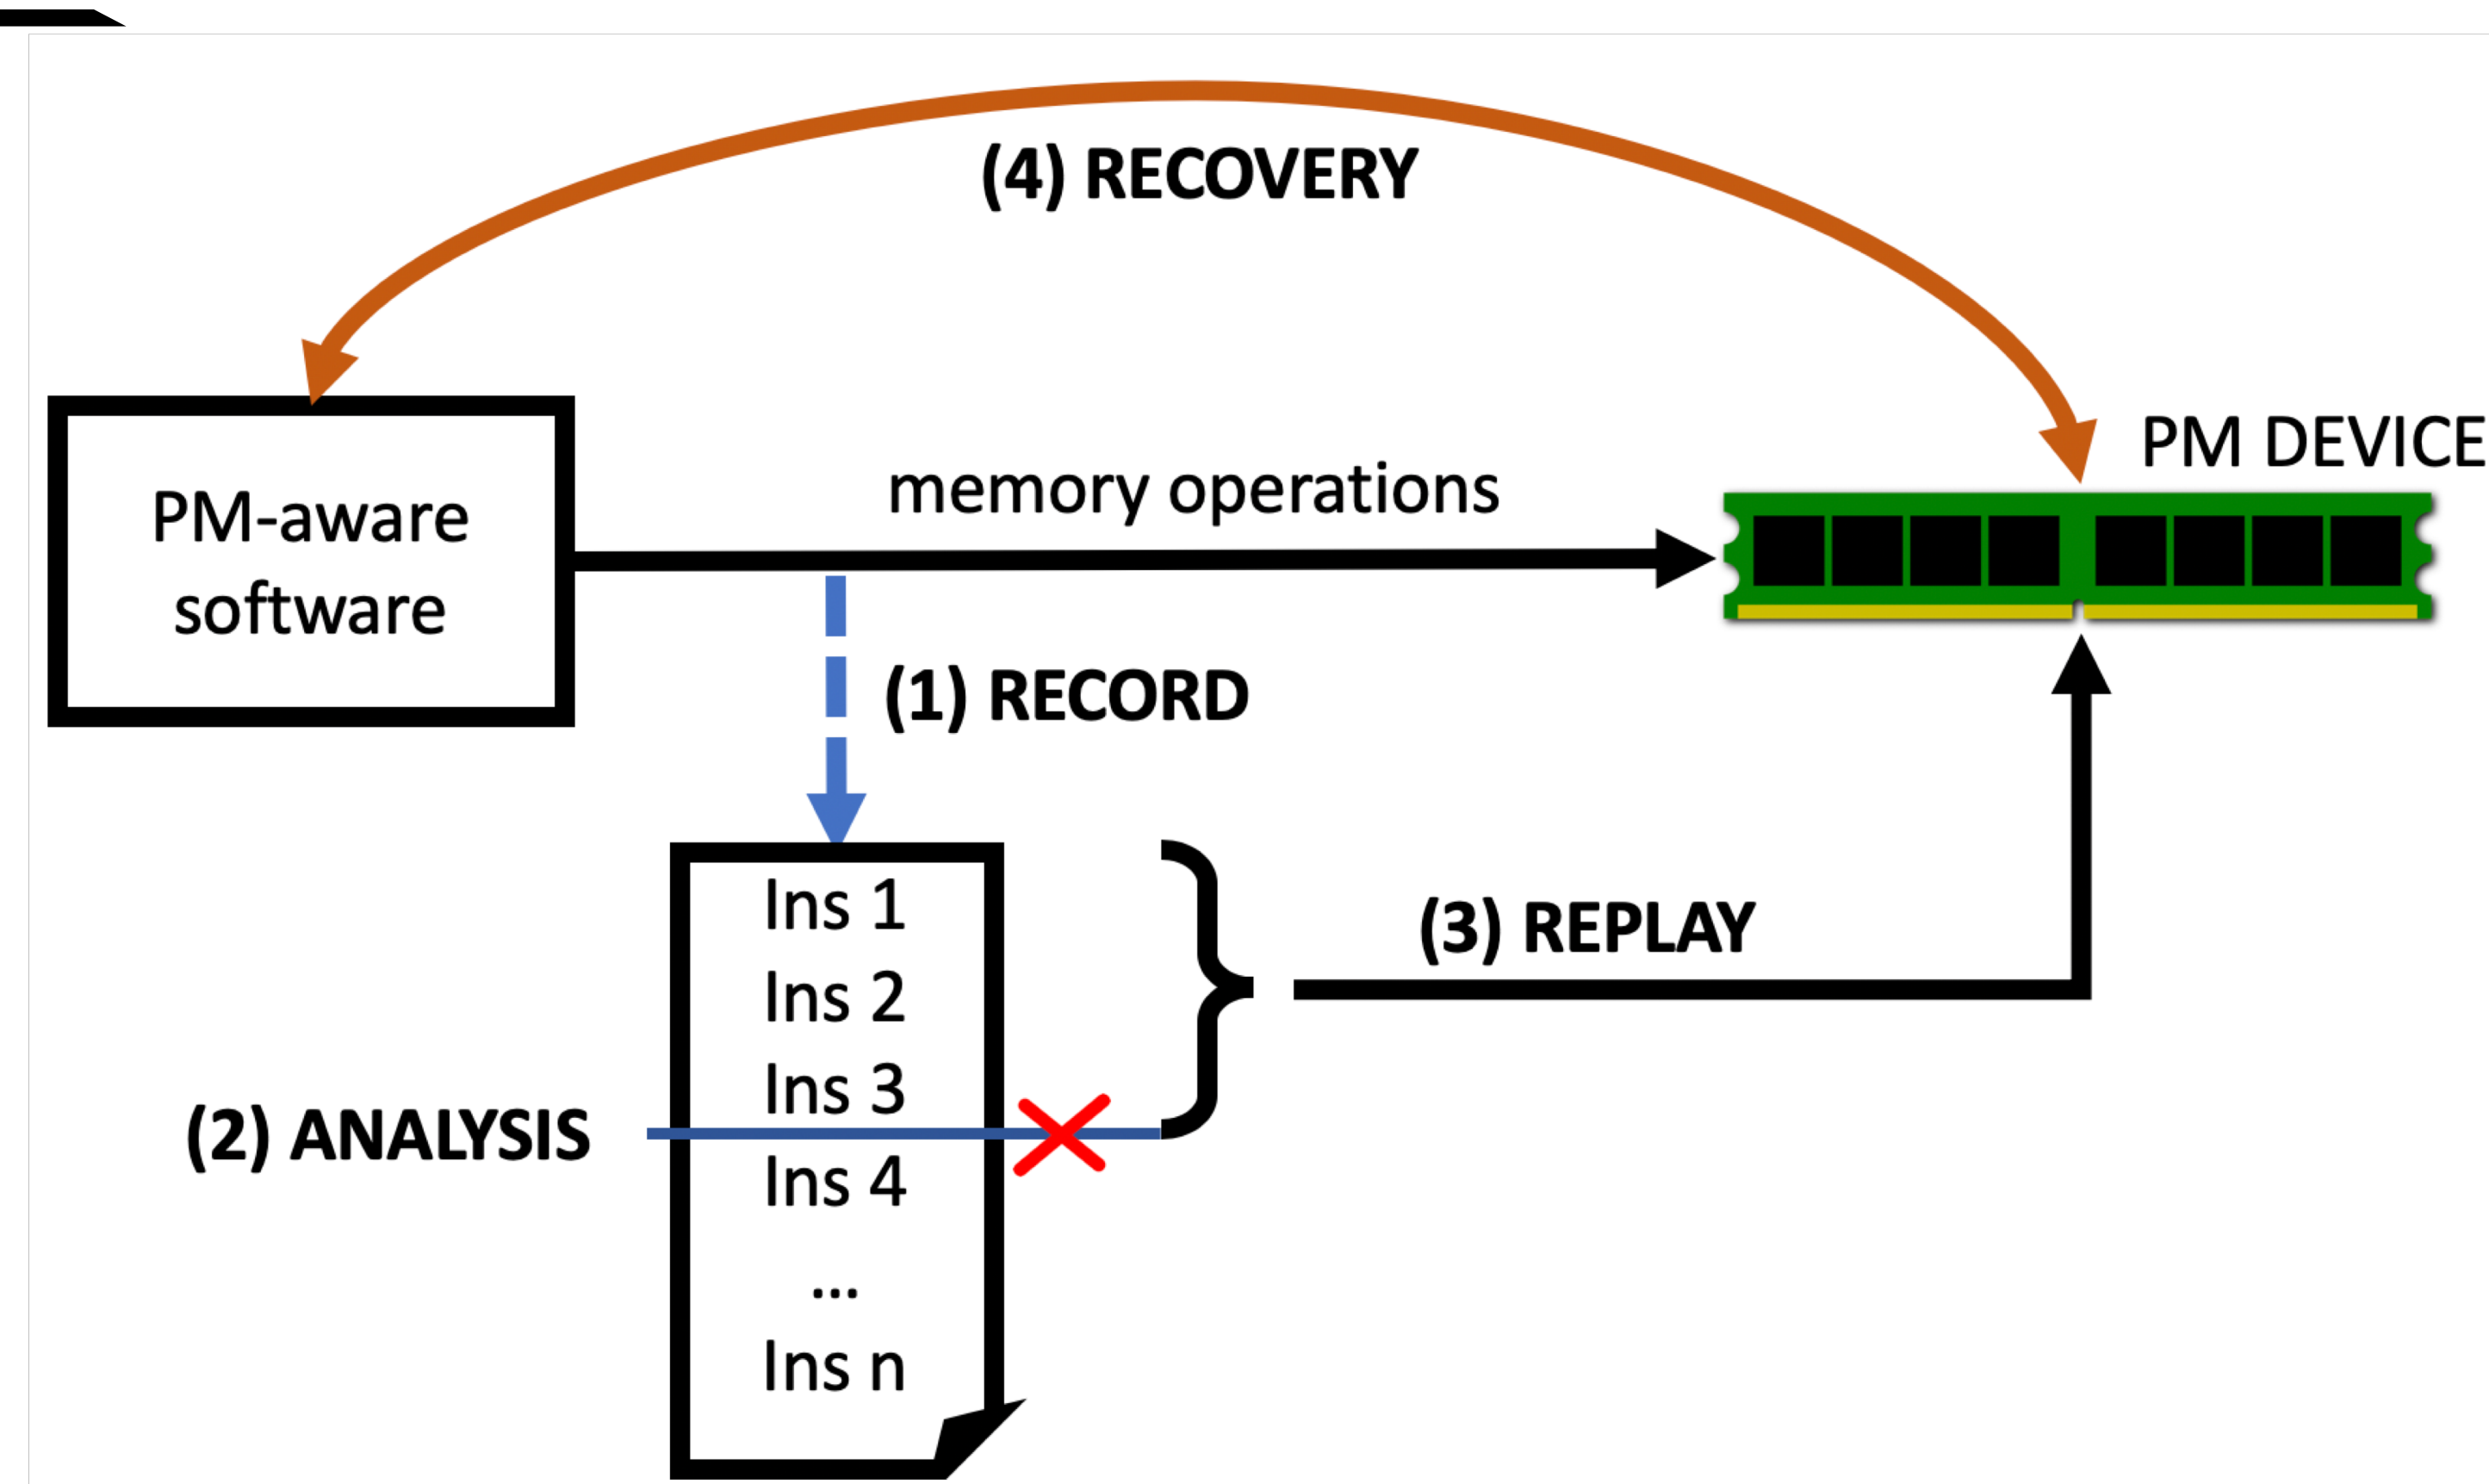 (4) RECOVERY
PM DEVICE
memory operations
PM-aware
software
(1) RECORD
Ins 1
Ins 2
Ins 3
(3) REPLAY
(2) ANALYSIS
Ins 4
...
Ins n